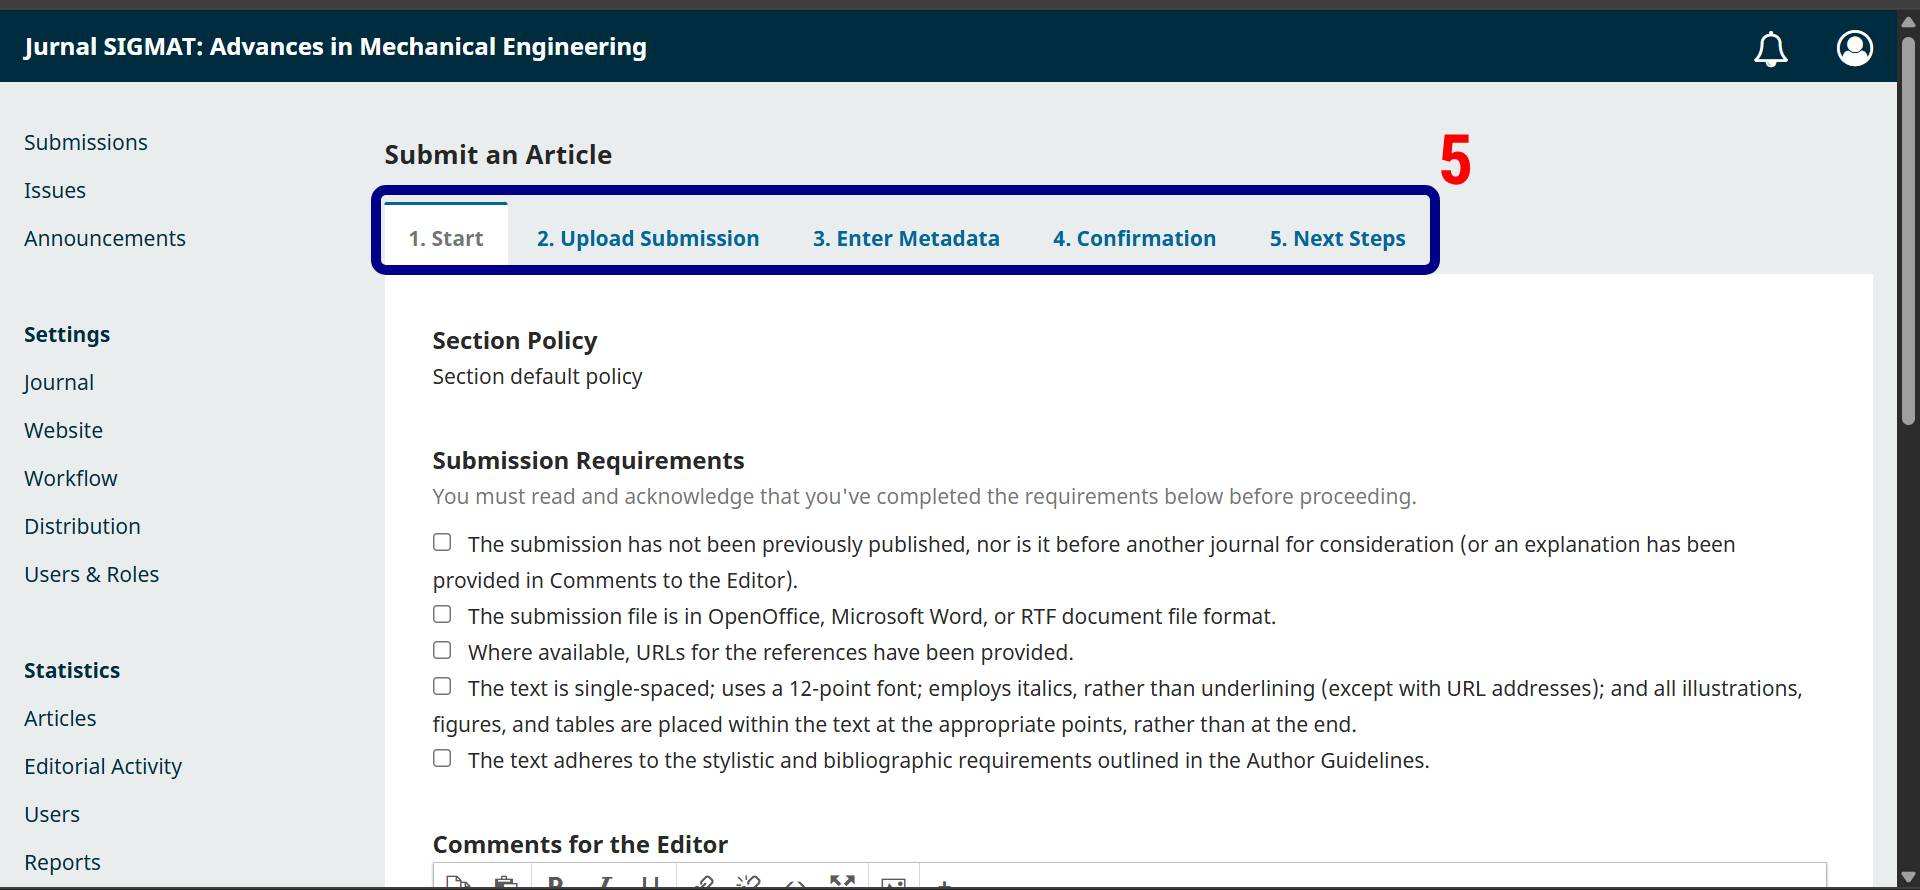 Jurnal SIGMAT: Advances in Mechanical Engineering
Submissions
Issues
Announcements
Settings
Journal
Website
Workflow
Distribution
Users & Roles
Statistics
Articles
Editorial Activity
Users
Reports
Submit an Article
5
1. Start
2. Upload Submission
3. Enter Metadata
4. Confirmation
5. Next Steps
Section Policy
Section default policy
Submission Requirements
You must read and acknowledge that you've completed the requirements below before proceeding.
The submission has not been previously published, nor is it before another journal for consideration (or an explanation has been
provided in Comments to the Editor).
The submission file is in OpenOffice, Microsoft Word, or RTF document file format.
Where available, URLs for the references have been provided.
The text is single-spaced; uses a 12-point font; employs italics, rather than underlining (except with URL addresses); and all illustrations,
figures, and tables are placed within the text at the appropriate points, rather than at the end.
The text adheres to the stylistic and bibliographic requirements outlined in the Author Guidelines.
Comments for the Editor
B I U